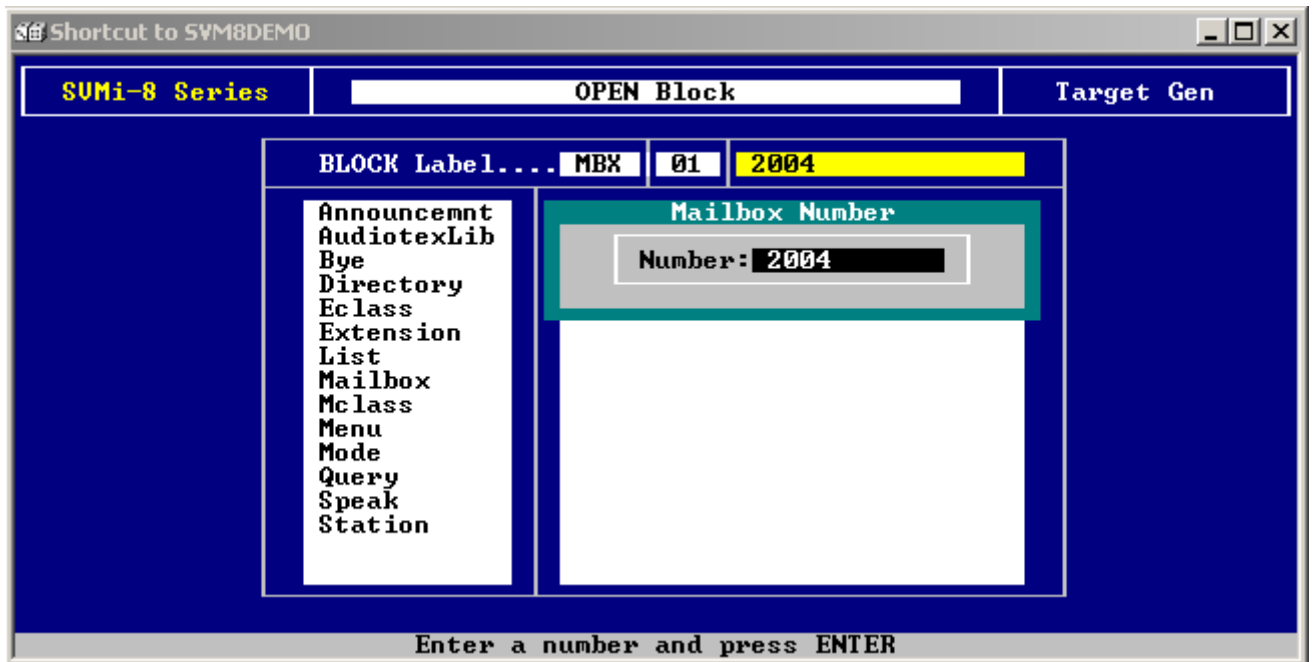 Shortcut to SVM8DEMO
SVMi-8 Series OPEN Block Target Gen
BLOCK Label.... MBX 01 2004
Announcemnt
AudiotexLib
Bye
Directory
Eclass
Extension
List
Mailbox
Mclass
Menu
Mode
Query
Speak
Station
Mailbox Number
Number: 2004
Enter a number and press ENTER